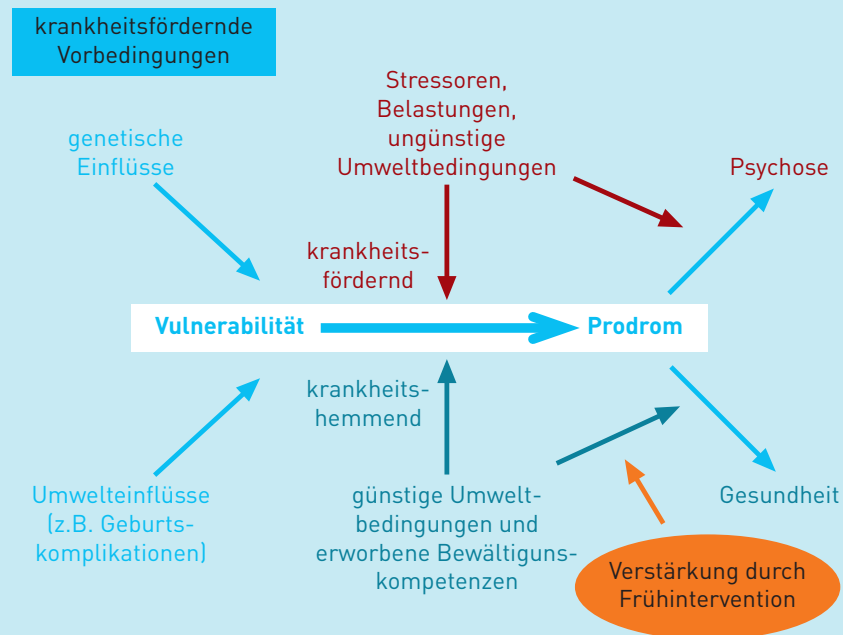 krankheitsfördernde
Vorbedingungen
Stressoren,
Belastungen,
ungünstige
Umweltbedingungen
genetische
Einflüsse
Psychose
krankheits-
fördernd
Vulnerabilität
Prodrom
krankheits-
hemmend
Umwelteinflüsse
(z.B. Geburts-
komplikationen)
günstige Umwelt-
bedingungen und
erworbene Bewältiguns-
kompetenzen
Gesundheit
Verstärkung durch
Frühintervention